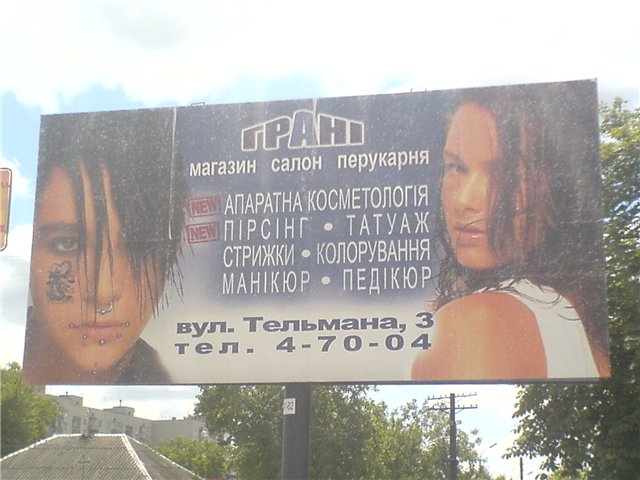 ГРАНІ
магазин салон перукарня
NEW АПАРАТНА КОСМЕТОЛОГІЯ
NEW ПІРСІНГ • ТАТУАЖ
СТРИЖКИ • КОЛОРУВАННЯ
МАНІКЮР • ПЕДІКЮР
вул. Тельмана, 3
тел. 4-70-04